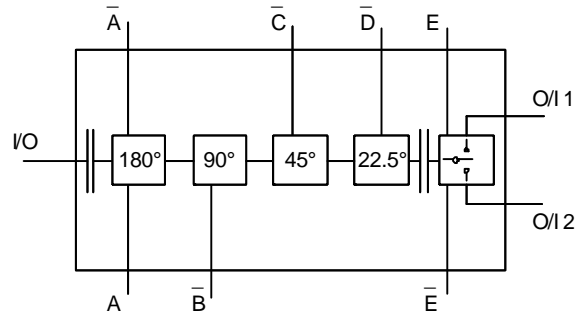 A̅ C̅ D̅ E
O/I 1
I/O 180° 90° 45° 22.5°
O/I 2
A B̅ E̅